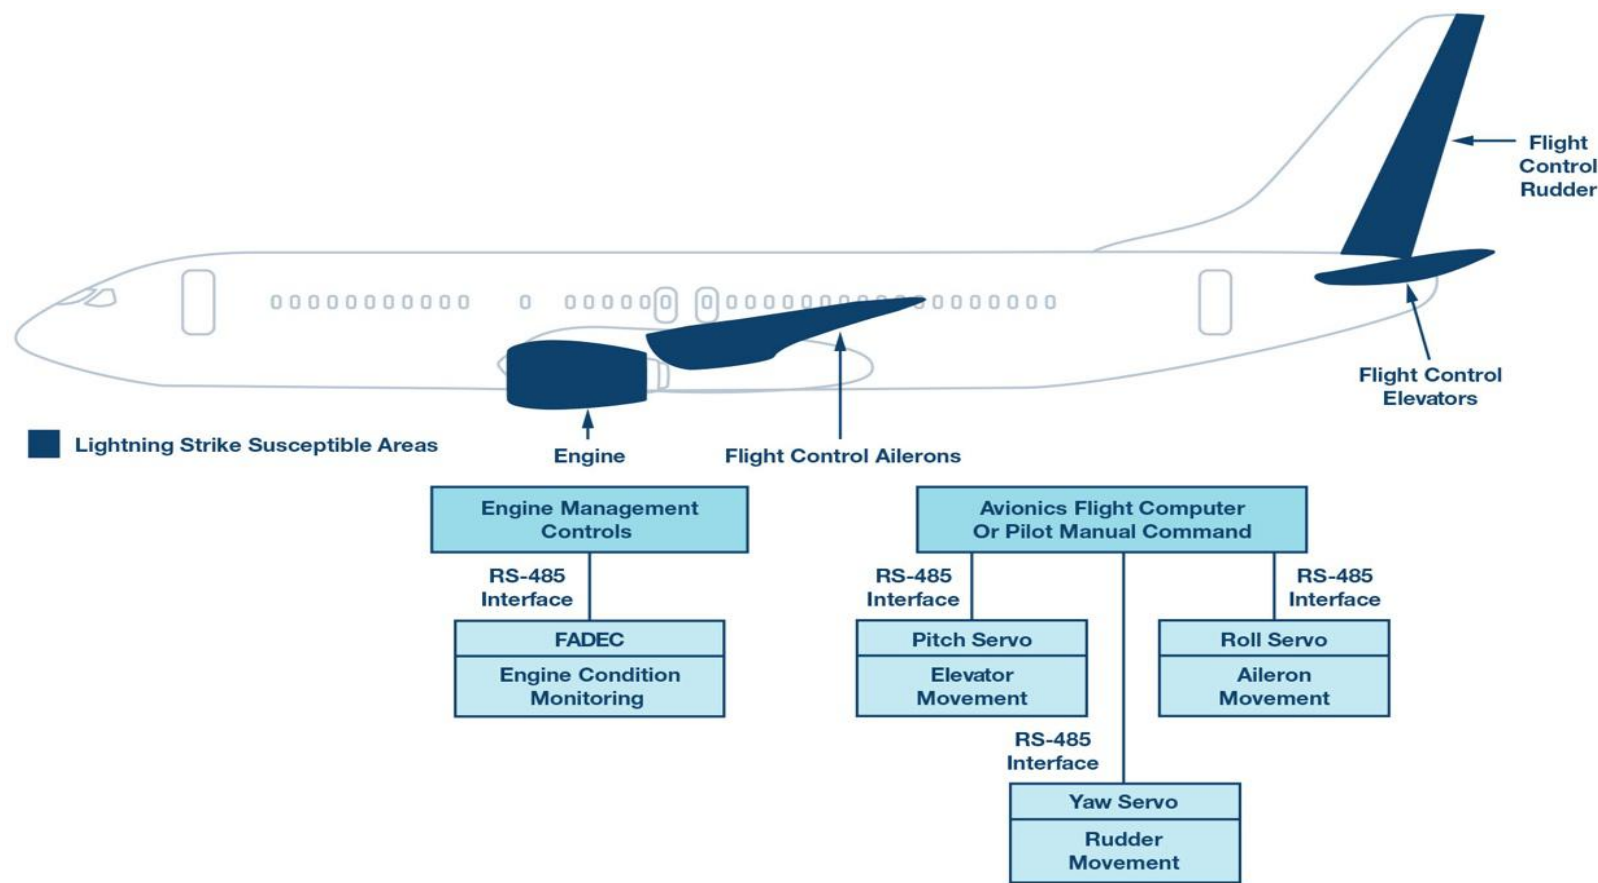 Flight
Control
Rudder
Flight Control
Elevators
Lightning Strike Susceptible Areas
Engine
Flight Control Ailerons
Engine Management
Controls
Avionics Flight Computer
Or Pilot Manual Command
RS-485
Interface
RS-485
Interface
RS-485
Interface
FADEC
Engine Condition
Monitoring
Pitch Servo
Elevator
Movement
Roll Servo
Aileron
Movement
RS-485
Interface
Yaw Servo
Rudder
Movement